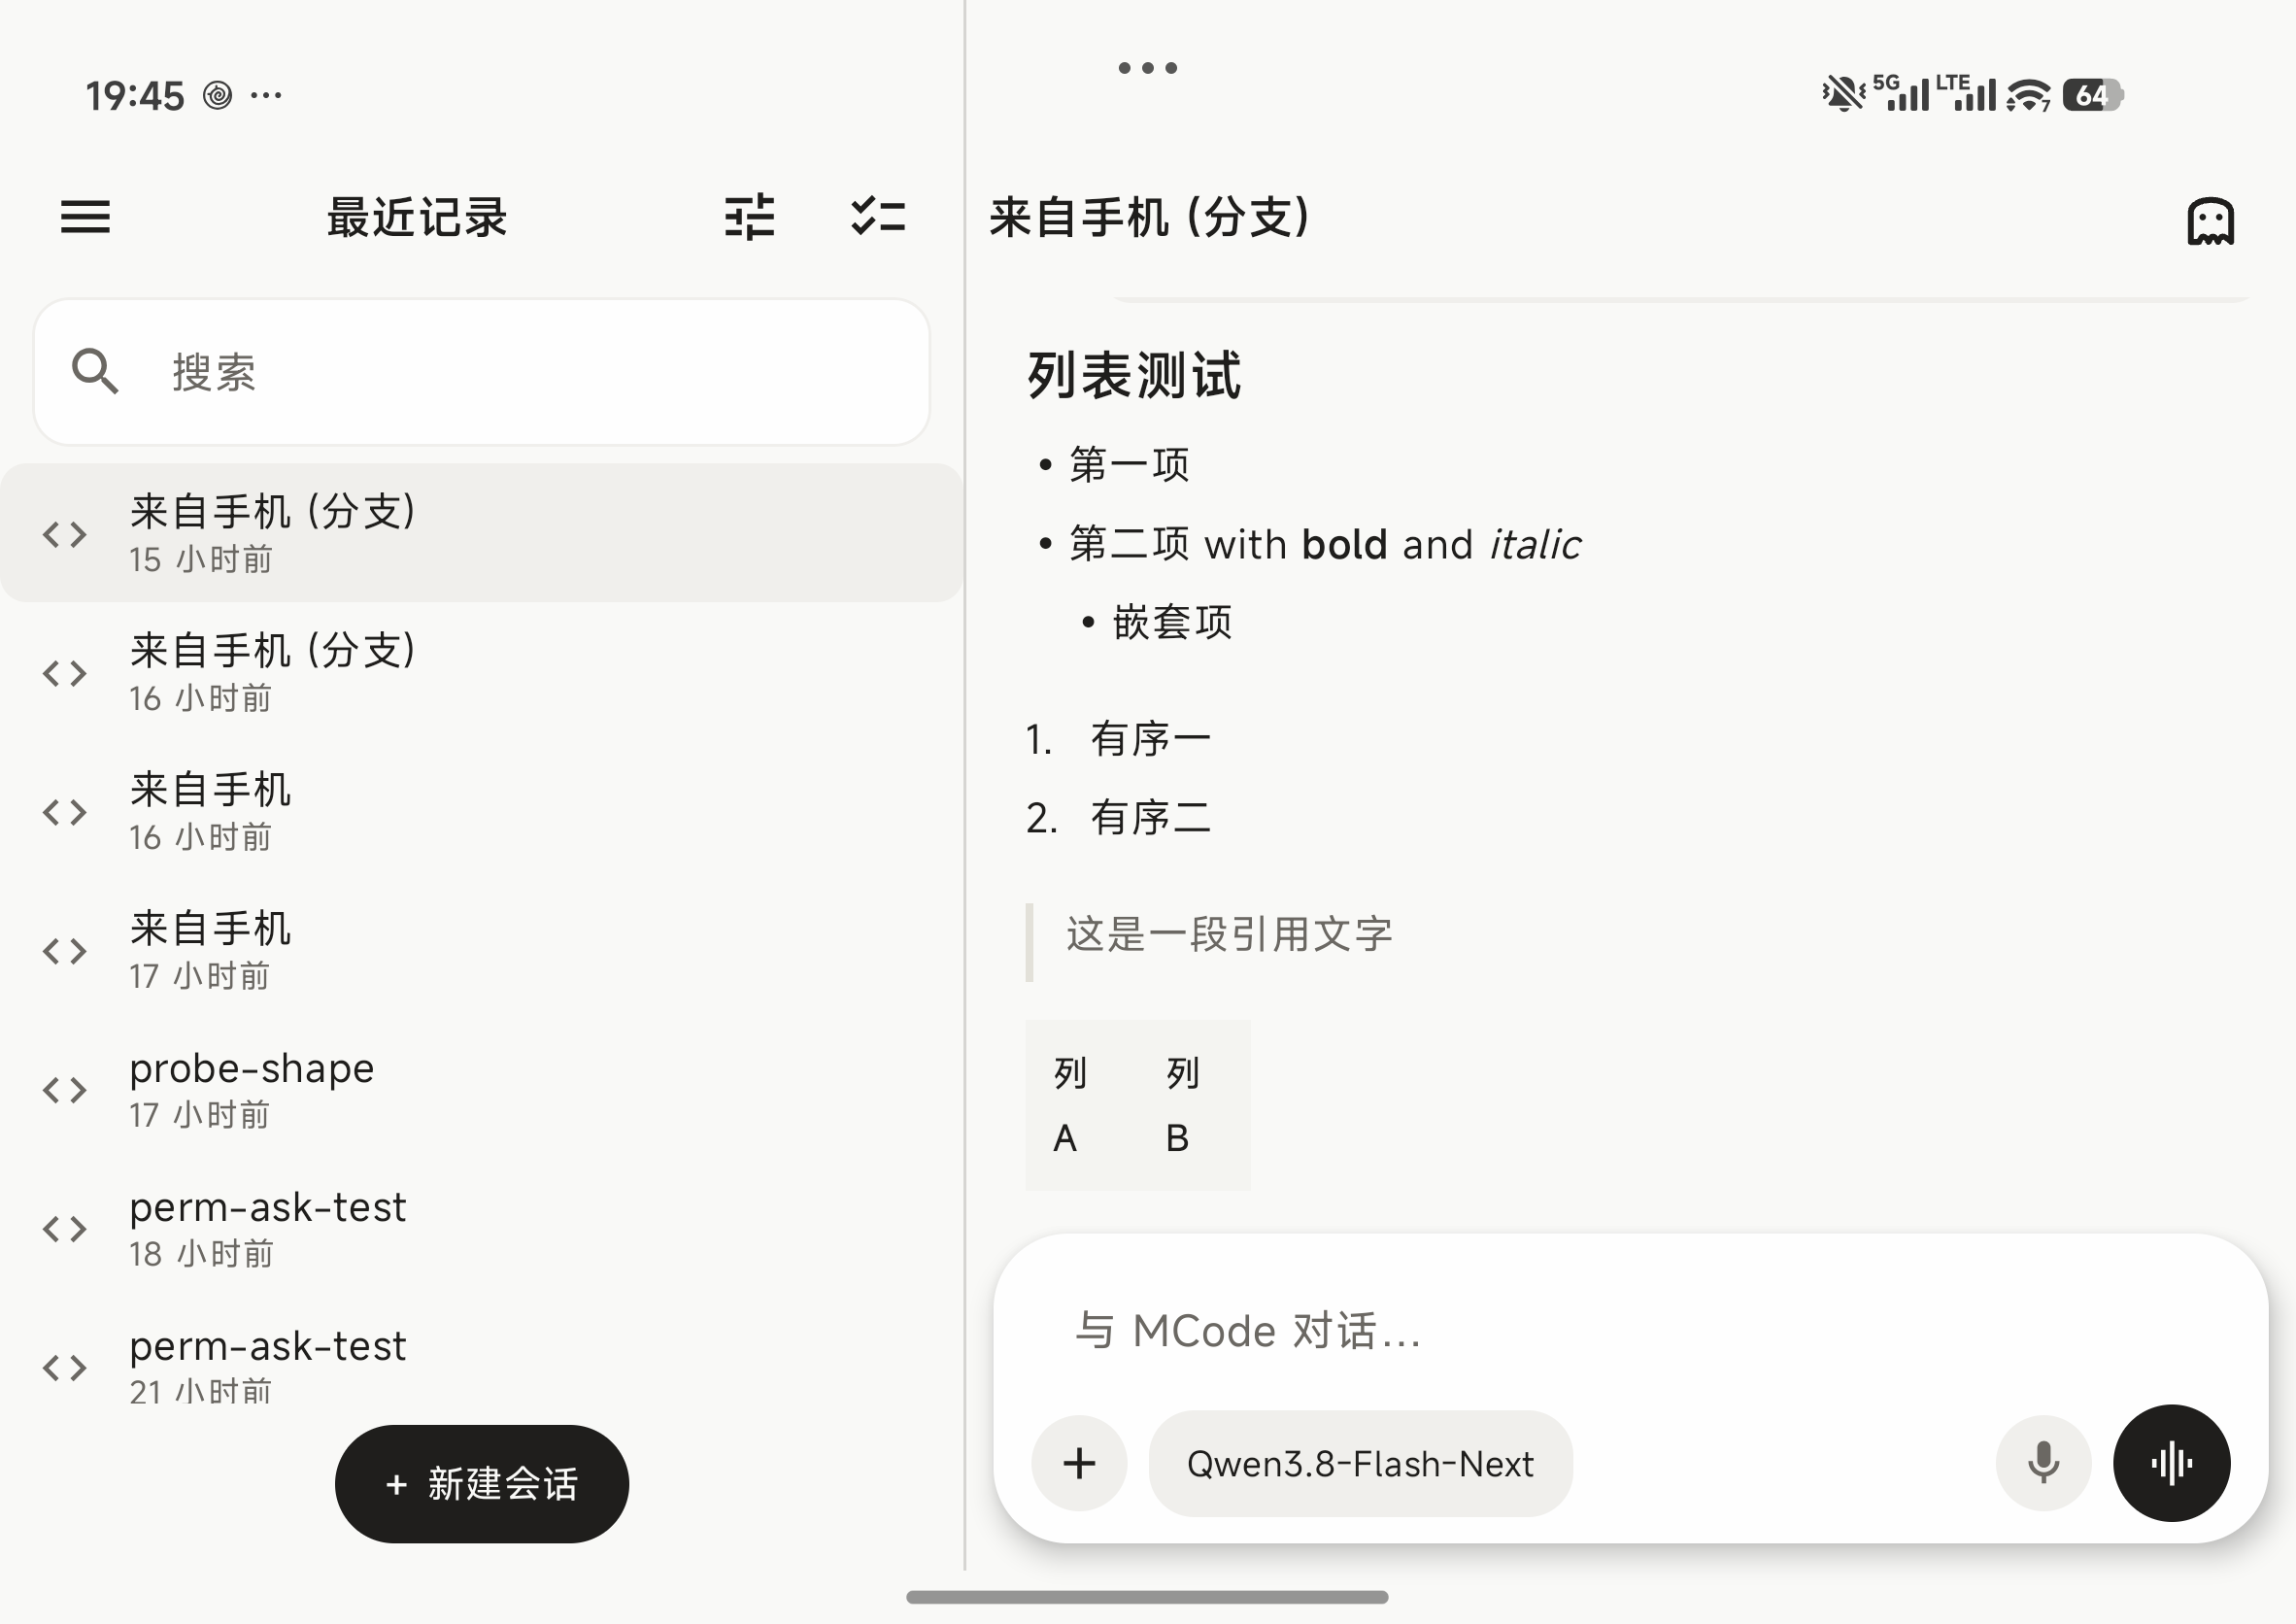 19:45
5G LTE 7 64
最近记录
搜索
来自手机 (分支)
15 小时前
来自手机 (分支)
16 小时前
来自手机
16 小时前
来自手机
17 小时前
probe-shape
17 小时前
perm-ask-test
18 小时前
perm-ask-test
21 小时前
+ 新建会话
来自手机 (分支)
列表测试
• 第一项
• 第二项 with bold and italic
• 嵌套项
1. 有序一
2. 有序二
这是一段引用文字
列 列
A B
与 MCode 对话...
Qwen3.8-Flash-Next